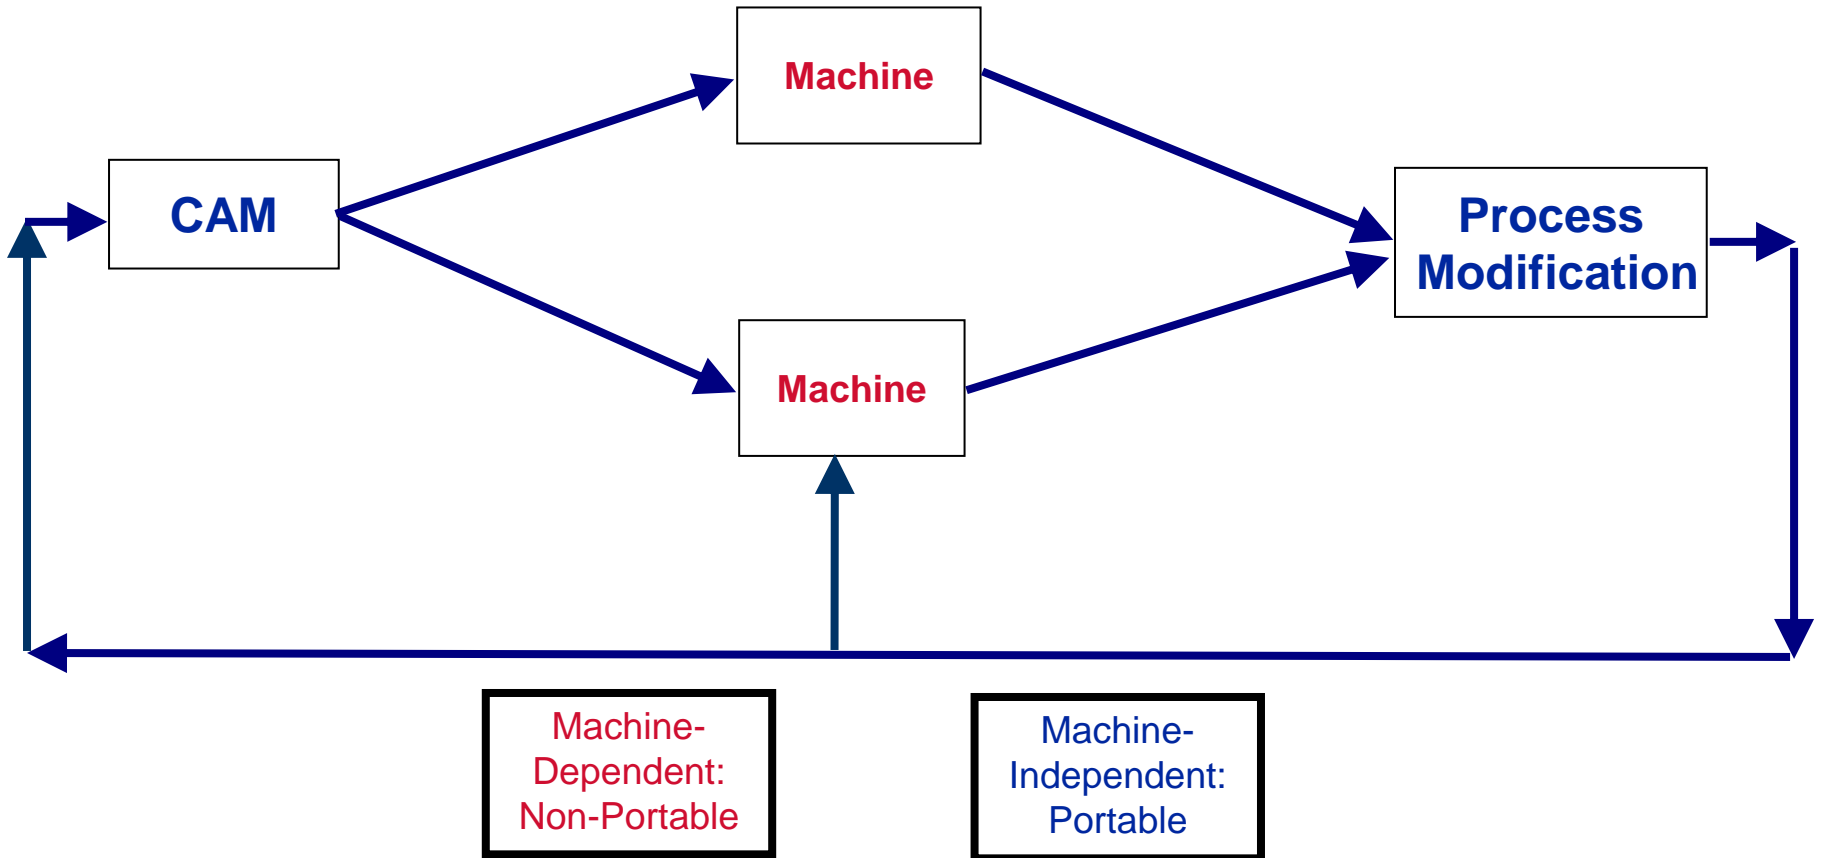 Machine
CAM
Process
Modification
Machine
Machine-
Dependent:
Non-Portable
Machine-
Independent:
Portable